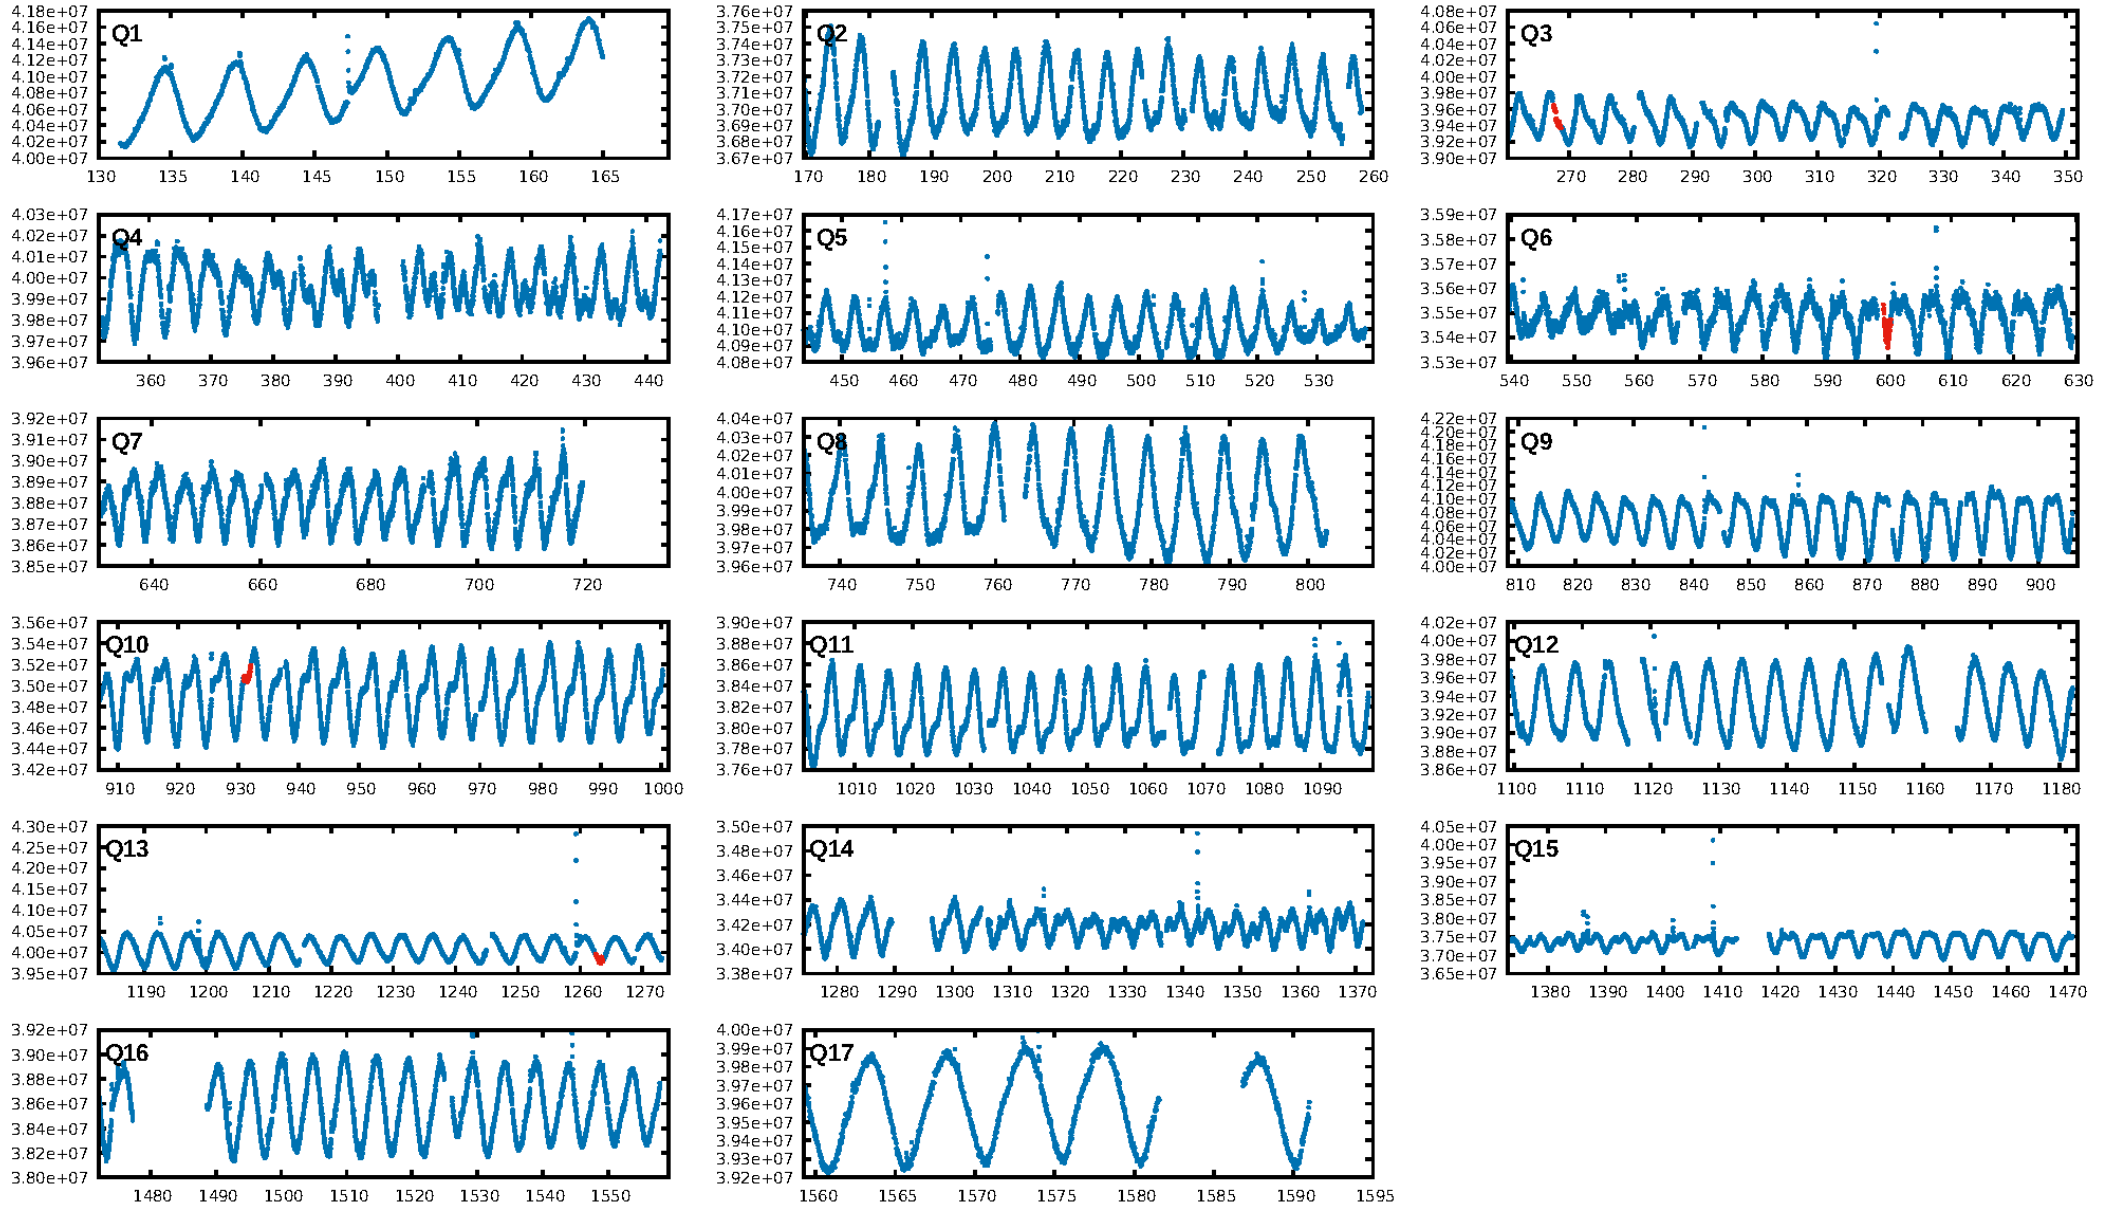 4.18e+07
4.16e+07
4.14e+07
4.12e+07
4.10e+07
4.08e+07
4.06e+07
4.04e+07
4.02e+07
4.00e+07
Q1
130 135 140 145 150 155 160 165
3.76e+07
3.75e+07
3.74e+07
3.73e+07
3.72e+07
3.71e+07
3.70e+07
3.69e+07
3.68e+07
3.67e+07
Q2
170 180 190 200 210 220 230 240 250 260
4.08e+07
4.06e+07
4.04e+07
4.02e+07
4.00e+07
3.98e+07
3.96e+07
3.94e+07
3.92e+07
3.90e+07
Q3
270 280 290 300 310 320 330 340 350
4.03e+07
4.02e+07
4.01e+07
4.00e+07
3.99e+07
3.98e+07
3.97e+07
3.96e+07
Q4
360 370 380 390 400 410 420 430 440
4.17e+07
4.16e+07
4.15e+07
4.14e+07
4.13e+07
4.12e+07
4.11e+07
4.10e+07
4.09e+07
4.08e+07
Q5
450 460 470 480 490 500 510 520 530
3.59e+07
3.58e+07
3.57e+07
3.56e+07
3.55e+07
3.54e+07
3.53e+07
Q6
540 550 560 570 580 590 600 610 620 630
3.92e+07
3.91e+07
3.90e+07
3.89e+07
3.88e+07
3.87e+07
3.86e+07
3.85e+07
Q7
640 660 680 700 720
4.04e+07
4.03e+07
4.02e+07
4.01e+07
4.00e+07
3.99e+07
3.98e+07
3.97e+07
3.96e+07
Q8
740 750 760 770 780 790 800
4.22e+07
4.20e+07
4.18e+07
4.16e+07
4.14e+07
4.12e+07
4.10e+07
4.08e+07
4.06e+07
4.04e+07
4.02e+07
4.00e+07
Q9
810 820 830 840 850 860 870 880 890 900
3.56e+07
3.54e+07
3.52e+07
3.50e+07
3.48e+07
3.46e+07
3.44e+07
3.42e+07
Q10
910 920 930 940 950 960 970 980 990 1000
3.90e+07
3.88e+07
3.86e+07
3.84e+07
3.82e+07
3.80e+07
3.78e+07
3.76e+07
Q11
1010 1020 1030 1040 1050 1060 1070 1080 1090
4.02e+07
4.00e+07
3.98e+07
3.96e+07
3.94e+07
3.92e+07
3.90e+07
3.88e+07
3.86e+07
Q12
1100 1110 1120 1130 1140 1150 1160 1170 1180
4.30e+07
4.25e+07
4.20e+07
4.15e+07
4.10e+07
4.05e+07
4.00e+07
3.95e+07
Q13
1190 1200 1210 1220 1230 1240 1250 1260 1270
3.50e+07
3.48e+07
3.46e+07
3.44e+07
3.42e+07
3.40e+07
3.38e+07
Q14
1280 1290 1300 1310 1320 1330 1340 1350 1360 1370
4.05e+07
4.00e+07
3.95e+07
3.90e+07
3.85e+07
3.80e+07
3.75e+07
3.70e+07
3.65e+07
Q15
1380 1390 1400 1410 1420 1430 1440 1450 1460 1470
3.92e+07
3.90e+07
3.88e+07
3.86e+07
3.84e+07
3.82e+07
3.80e+07
Q16
1480 1490 1500 1510 1520 1530 1540 1550
4.00e+07
3.99e+07
3.98e+07
3.97e+07
3.96e+07
3.95e+07
3.94e+07
3.93e+07
3.92e+07
Q17
1560 1565 1570 1575 1580 1585 1590 1595